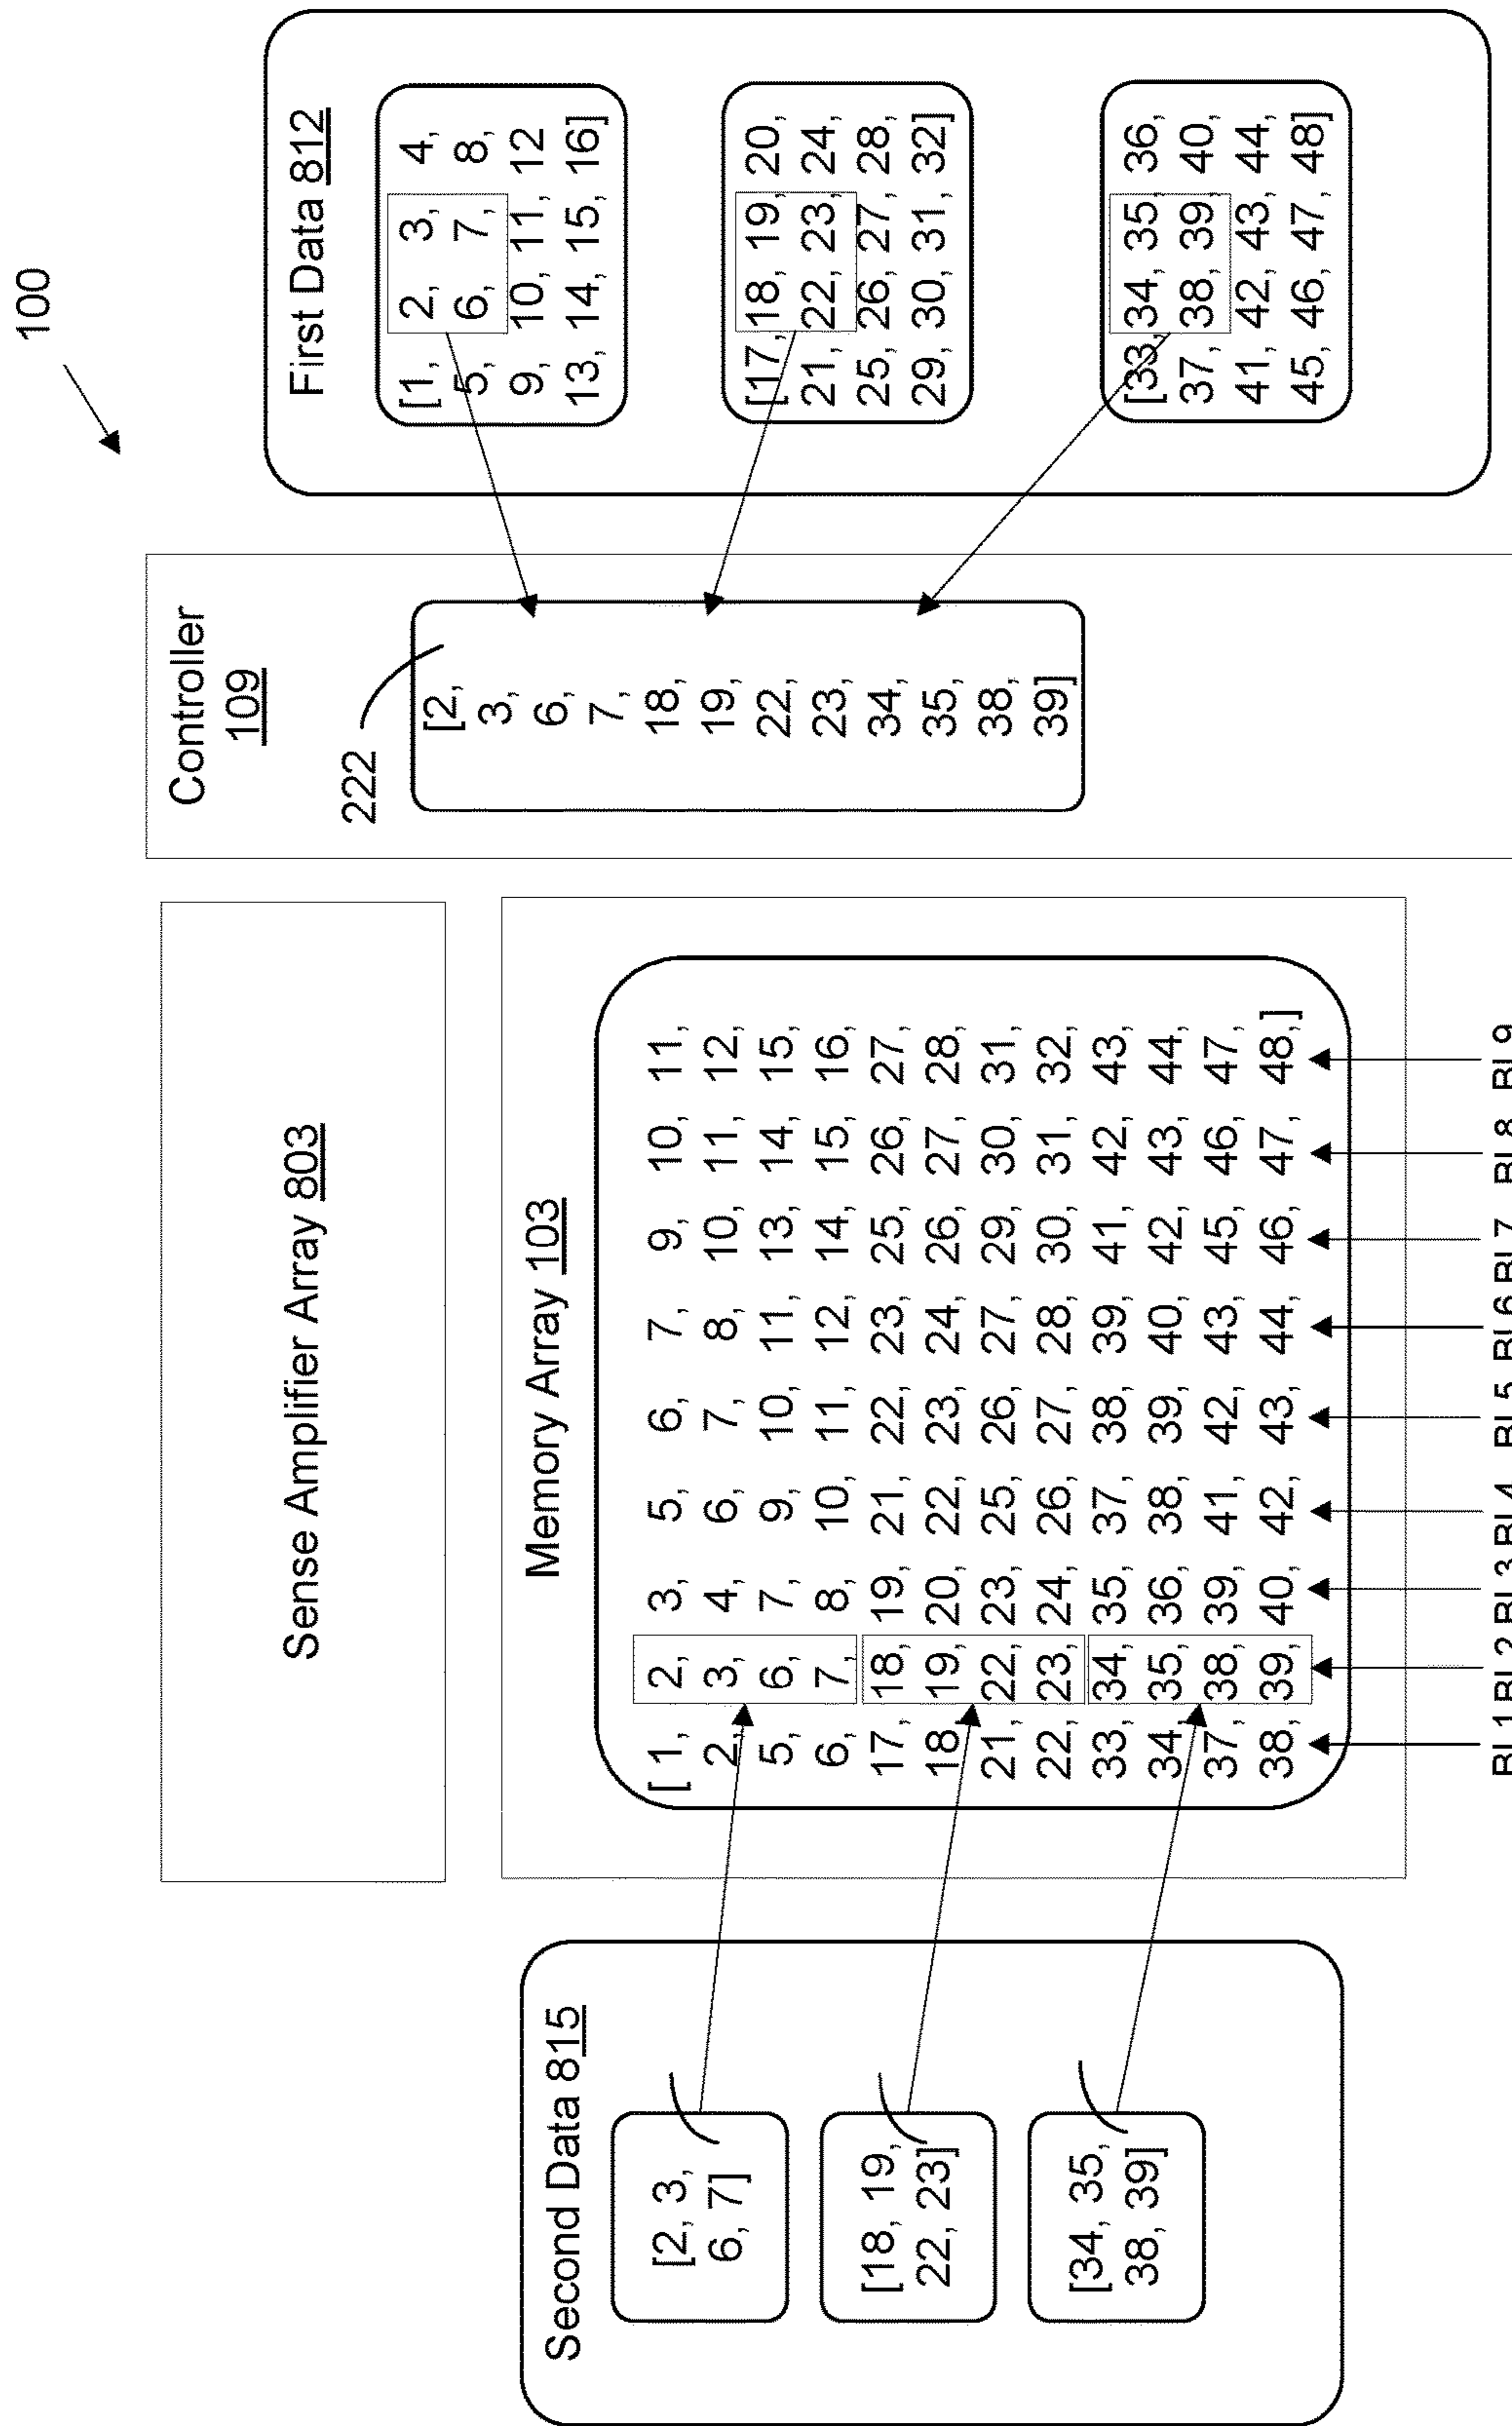 100
Second Data 815
[2, 3,
6, 7]
[18, 19,
22, 23]
[34, 35,
38, 39]
Sense Amplifier Array 803
Memory Array 103
[ 1, 2, 3, 5, 6, 7, 9, 10, 11,
2, 3, 4, 6, 7, 8, 10, 11, 12,
5, 6, 7, 9, 10, 11, 13, 14, 15,
6, 7, 8, 10, 11, 12, 14, 15, 16,
17, 18, 19, 21, 22, 23, 25, 26, 27,
18, 19, 20, 22, 23, 24, 26, 27, 28,
21, 22, 23, 25, 26, 27, 29, 30, 31,
22, 23, 24, 26, 27, 28, 30, 31, 32,
33, 34, 35, 37, 38, 39, 41, 42, 43,
34, 35, 36, 38, 39, 40, 42, 43, 44,
37, 38, 39, 41, 42, 43, 45, 46, 47,
38, 39, 40, 42, 43, 44, 46, 47, 48,]
BL1 BL2 BL3 BL4 BL5 BL6 BL7 BL8 BL9
Controller
109
222
[2,
3,
6,
7,
18,
19,
22,
23,
34,
35,
38,
39]
First Data 812
[1, 2, 3, 4,
5, 6, 7, 8,
9, 10, 11, 12
13, 14, 15, 16]
[17, 18, 19, 20,
21, 22, 23, 24,
25, 26, 27, 28,
29, 30, 31, 32]
[33, 34, 35, 36,
37, 38, 39, 40,
41, 42, 43, 44,
45, 46, 47, 48]